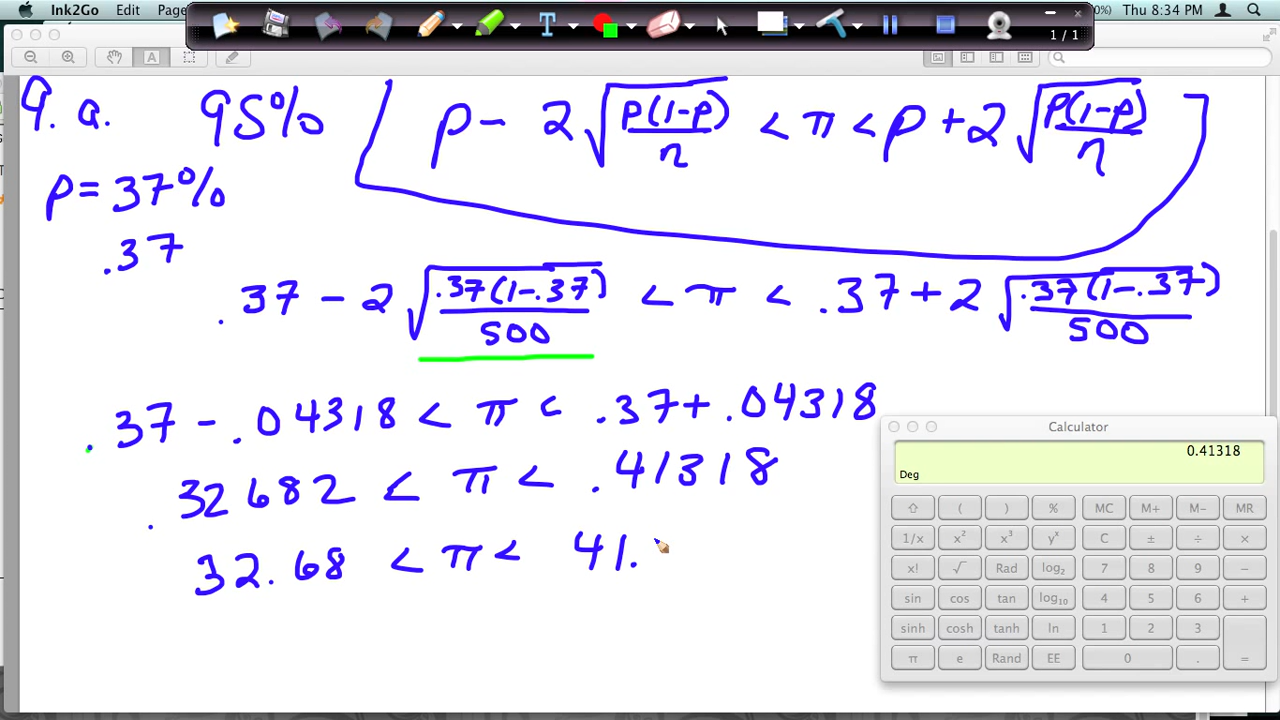 Ink2Go Edit Pag 0%) Thu 8:34 PM
1 / 1
9. a. 95% p - 2√(p(1-p)/n) < π < p + 2√(p(1-p)/n)
p = 37%
.37
.37 - 2√(.37(1-.37)/500) < π < .37 + 2√(.37(1-.37)/500)
.37 - .04318 < π < .37 + .04318
.32682 < π < .41318
32.68 < π < 41.
Calculator
0.41318
Deg
⇧ ( ) % MC M+ M- MR
1/x x² x³ yˣ C ± ÷ ×
x! √ Rad log₂ 7 8 9 −
sin cos tan log₁₀ 4 5 6 +
sinh cosh tanh ln 1 2 3 =
π e Rand EE 0 .